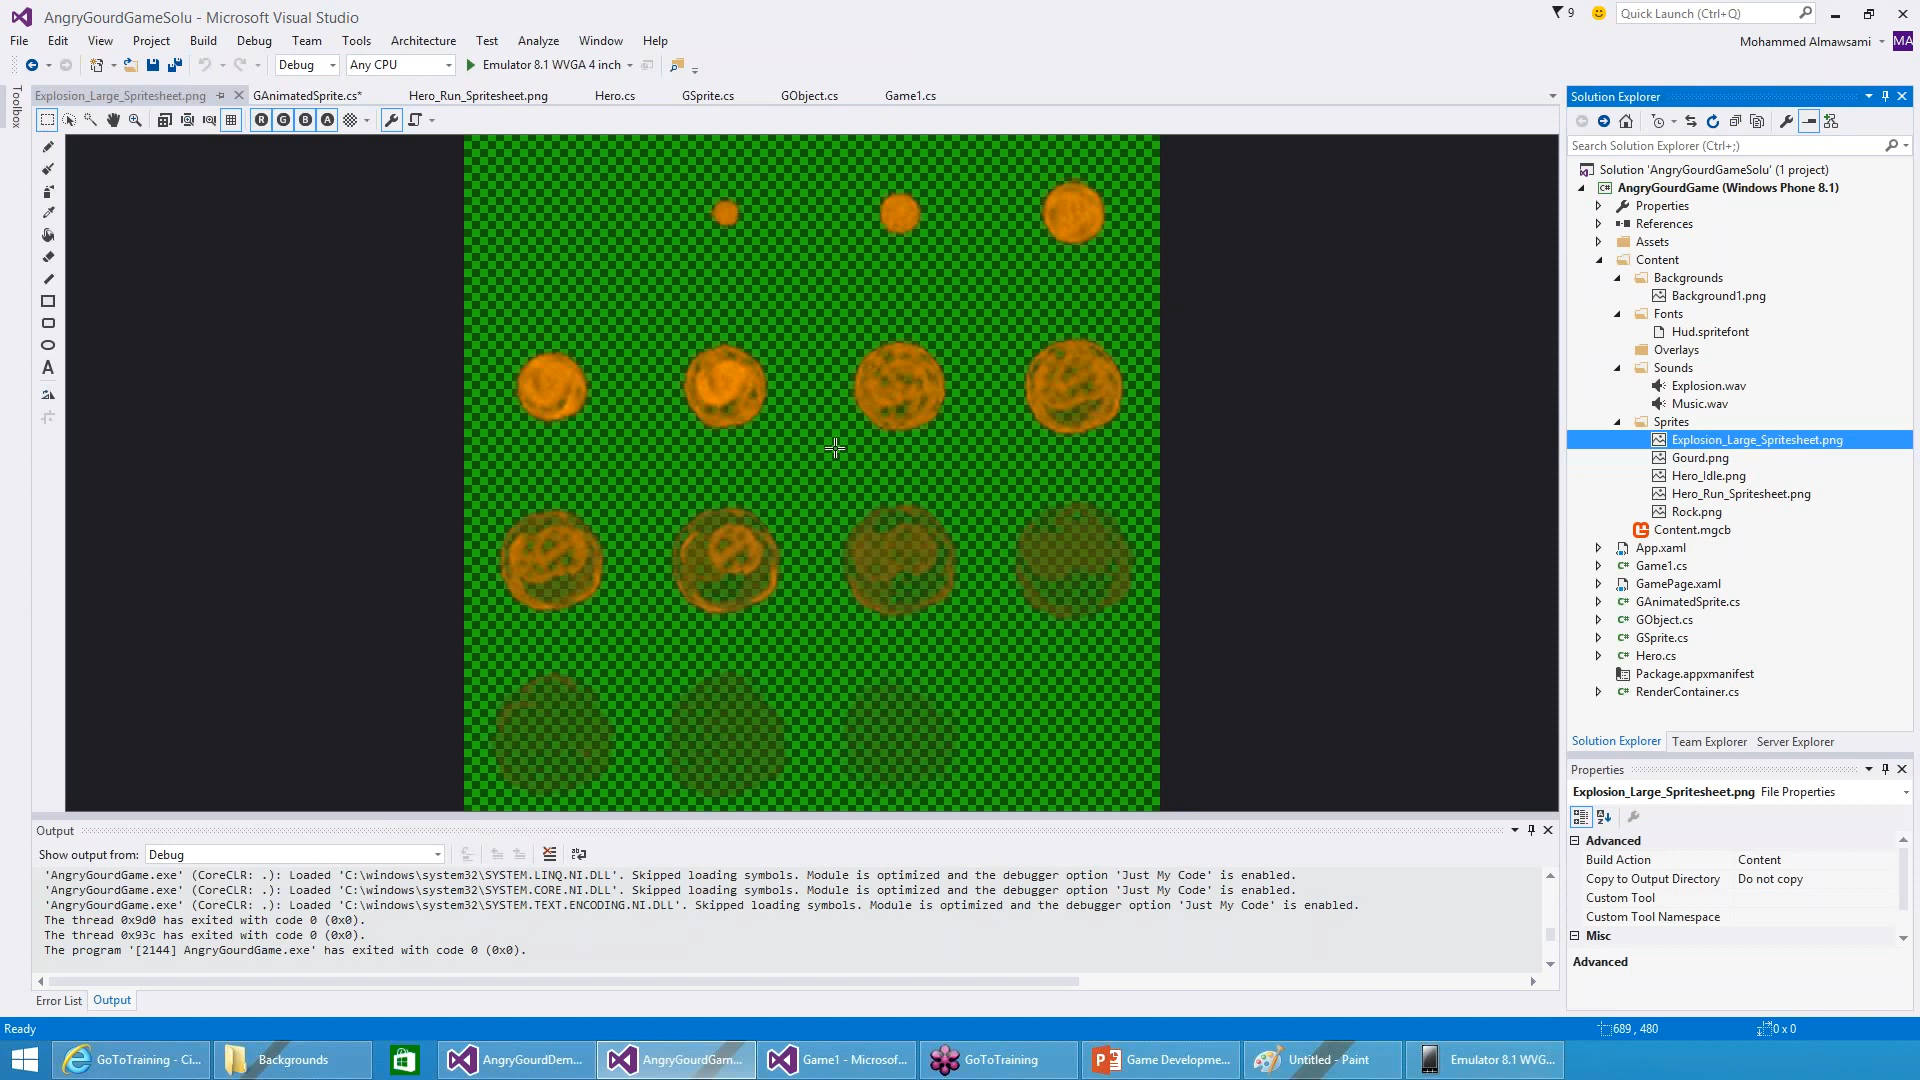 AngryGourdGameSolu - Microsoft Visual Studio
9
Quick Launch (Ctrl+Q)
File Edit View Project Build Debug Team Tools Architecture Test Analyze Window Help
Mohammed Almawsami MA
Debug Any CPU Emulator 8.1 WVGA 4 inch
Toolbox
Explosion_Large_Spritesheet.png GAnimatedSprite.cs* Hero_Run_Spritesheet.png Hero.cs GSprite.cs GObject.cs Game1.cs
R G B A
A
Solution Explorer
Search Solution Explorer (Ctrl+;)
Solution 'AngryGourdGameSolu' (1 project)
AngryGourdGame (Windows Phone 8.1)
Properties
References
Assets
Content
Backgrounds
Background1.png
Fonts
Hud.spritefont
Overlays
Sounds
Explosion.wav
Music.wav
Sprites
Explosion_Large_Spritesheet.png
Gourd.png
Hero_Idle.png
Hero_Run_Spritesheet.png
Rock.png
Content.mgcb
App.xaml
Game1.cs
GamePage.xaml
GAnimatedSprite.cs
GObject.cs
GSprite.cs
Hero.cs
Package.appxmanifest
RenderContainer.cs
Solution Explorer Team Explorer Server Explorer
Properties
Explosion_Large_Spritesheet.png File Properties
Advanced
Build Action Content
Copy to Output Directory Do not copy
Custom Tool
Custom Tool Namespace
Misc
Advanced
Output
Show output from: Debug
'AngryGourdGame.exe' (CoreCLR: .): Loaded 'C:\windows\system32\SYSTEM.LINQ.NI.DLL'. Skipped loading symbols. Module is optimized and the debugger option 'Just My Code' is enabled.
'AngryGourdGame.exe' (CoreCLR: .): Loaded 'C:\windows\system32\SYSTEM.CORE.NI.DLL'. Skipped loading symbols. Module is optimized and the debugger option 'Just My Code' is enabled.
'AngryGourdGame.exe' (CoreCLR: .): Loaded 'C:\windows\system32\SYSTEM.TEXT.ENCODING.NI.DLL'. Skipped loading symbols. Module is optimized and the debugger option 'Just My Code' is enabled.
The thread 0x9d0 has exited with code 0 (0x0).
The thread 0x93c has exited with code 0 (0x0).
The program '[2144] AngryGourdGame.exe' has exited with code 0 (0x0).
Error List Output
Ready 689 , 480 0 x 0
GoToTraining - Ci... Backgrounds AngryGourdDem... AngryGourdGam... Game1 - Microsof... GoToTraining Game Developme... Untitled - Paint Emulator 8.1 WVG...